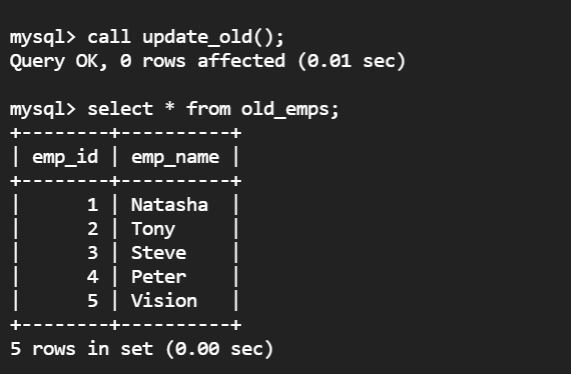 mysql> call update_old();
Query OK, 0 rows affected (0.01 sec)
mysql> select * from old_emps;
+--------+----------+
| emp_id | emp_name |
+--------+----------+
|      1 | Natasha  |
|      2 | Tony     |
|      3 | Steve    |
|      4 | Peter    |
|      5 | Vision   |
+--------+----------+
5 rows in set (0.00 sec)